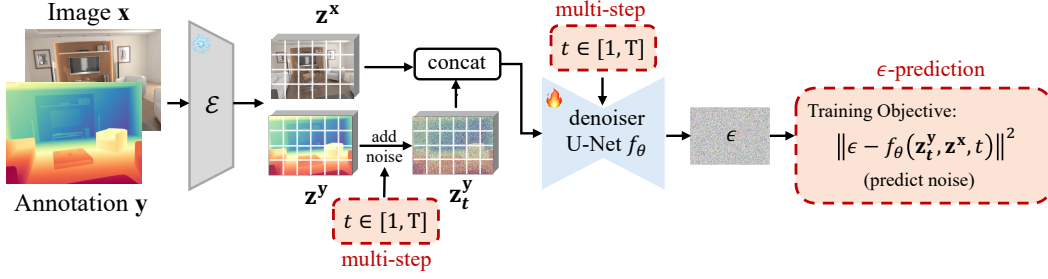 Image x
Annotation y
ℰ
z^x
z^y
add
noise
z_t^y
t ∈ [1, T]
multi-step
concat
multi-step
t ∈ [1, T]
denoiser
U-Net f_θ
ϵ
ϵ-prediction
Training Objective:
‖ϵ − f_θ(z_t^y, z^x, t)‖²
(predict noise)